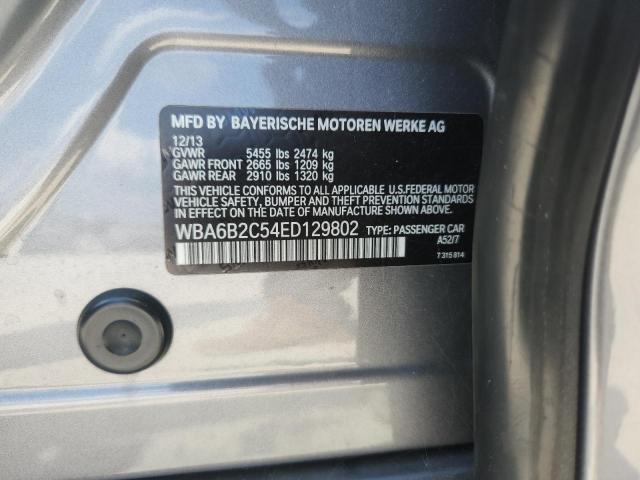 MFD BY BAYERISCHE MOTOREN WERKE AG
12/13
GVWR 5455 lbs 2474 kg
GAWR FRONT 2665 lbs 1209 kg
GAWR REAR 2910 lbs 1320 kg
THIS VEHICLE CONFORMS TO ALL APPLICABLE U.S.FEDERAL MOTOR
VEHICLE SAFETY, BUMPER AND THEFT PREVENTION STANDARDS
IN EFFECT ON THE DATE OF MANUFACTURE SHOWN ABOVE.
WBA6B2C54ED129802 TYPE: PASSENGER CAR
A52/7
7 315 814